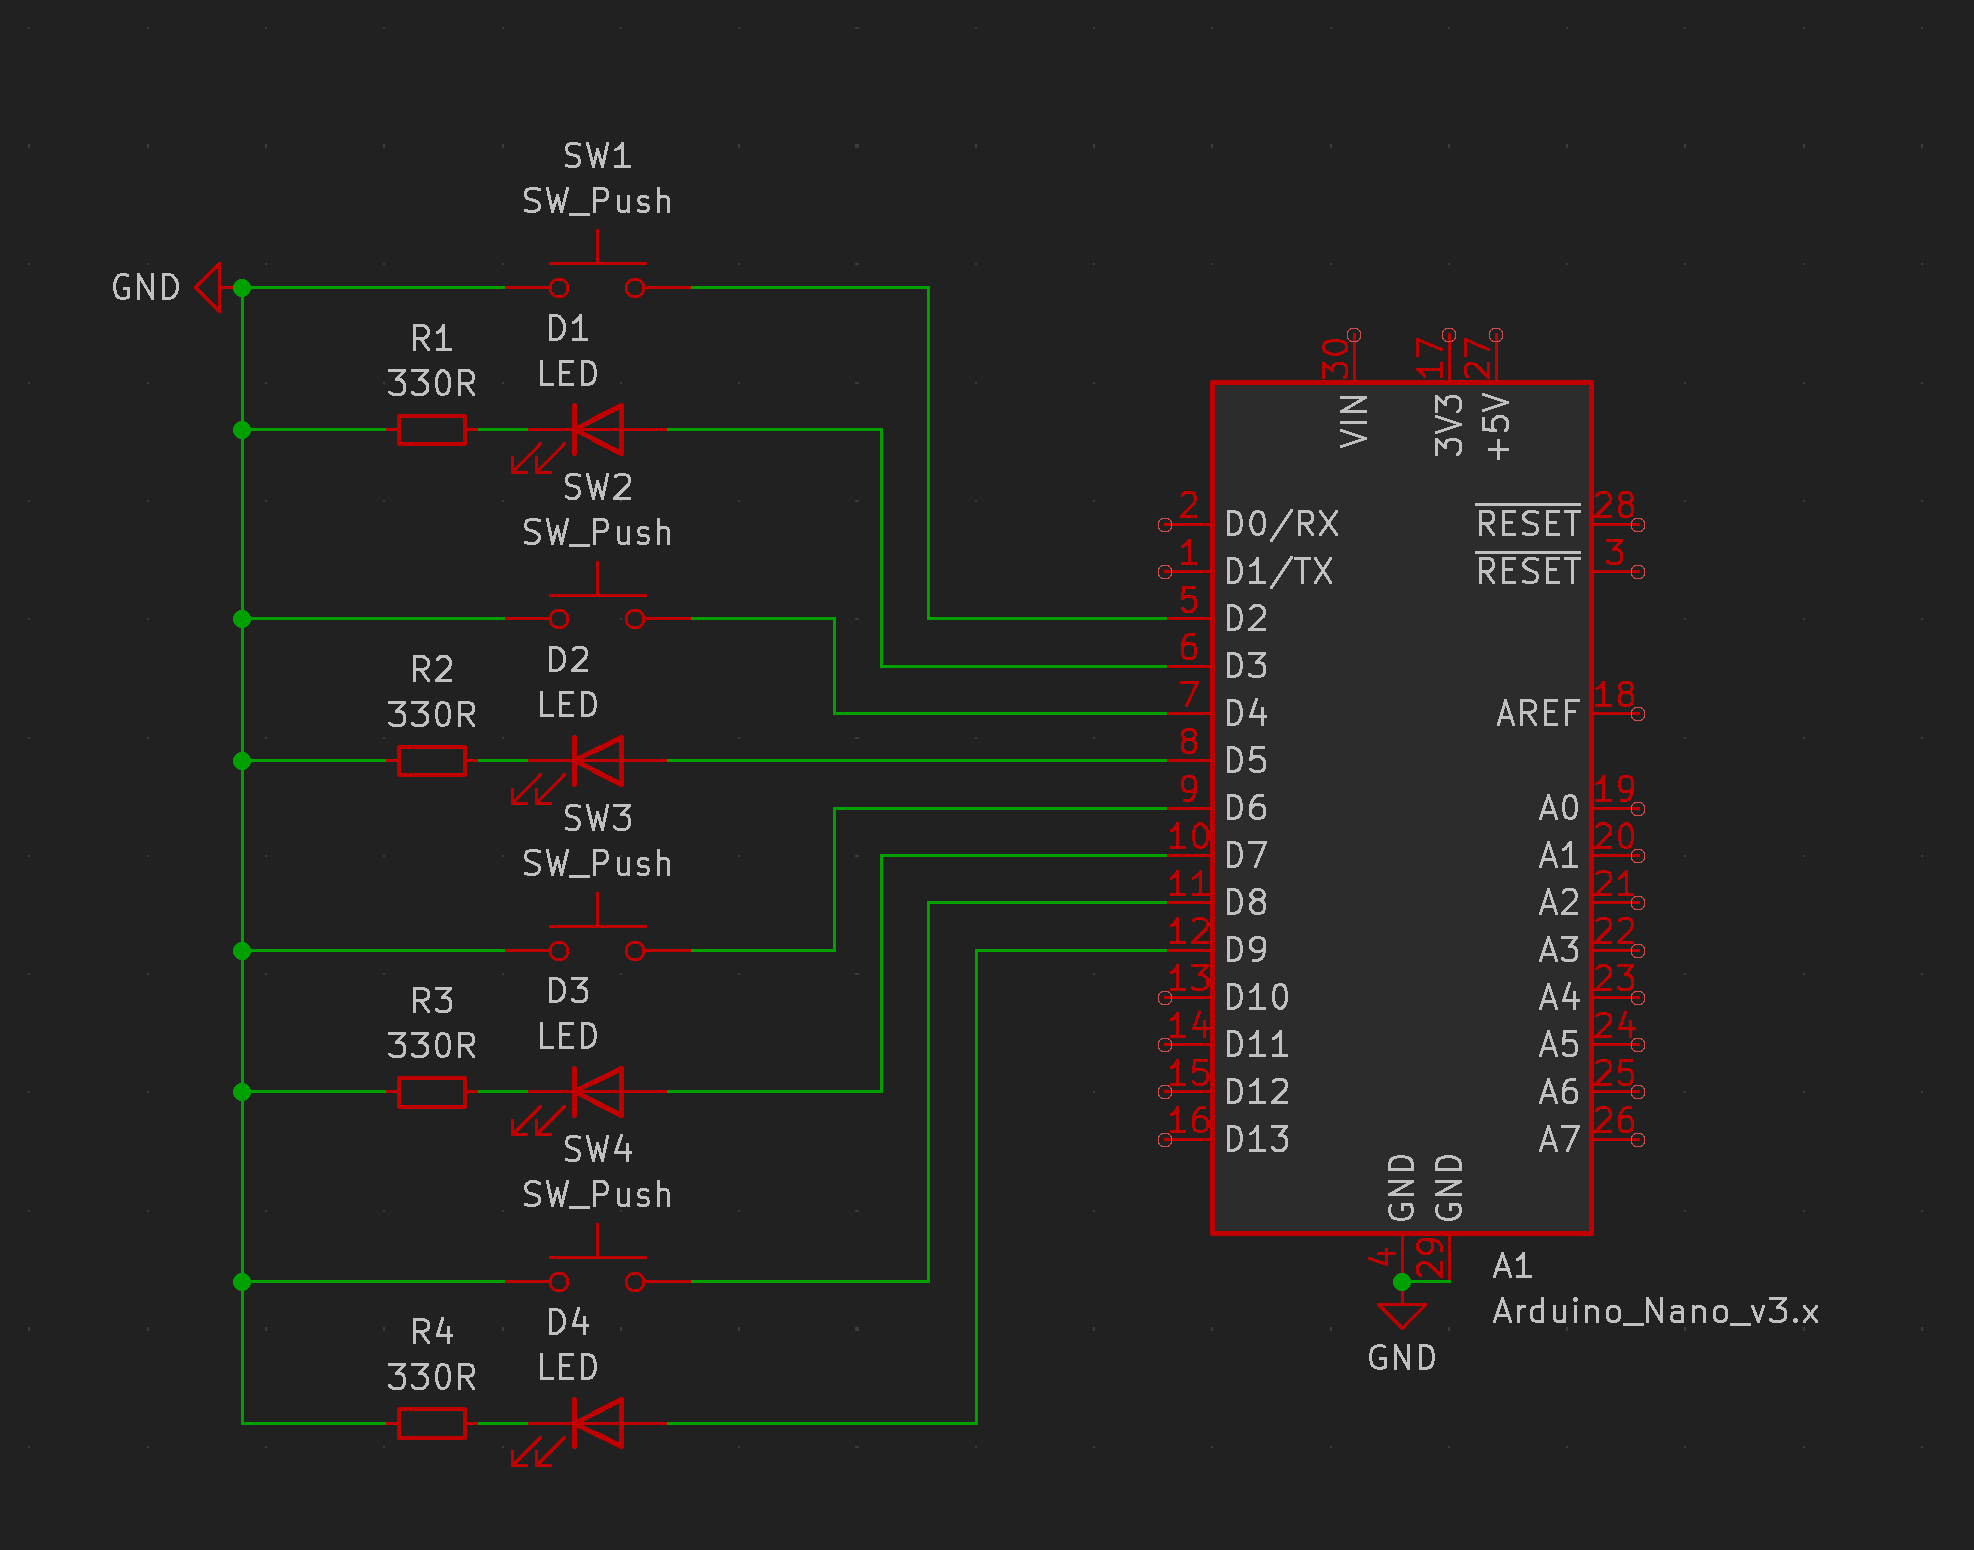 SW1
SW_Push
GND
D1
LED
R1
330R
SW2
SW_Push
D2
LED
R2
330R
SW3
SW_Push
D3
LED
R3
330R
SW4
SW_Push
D4
LED
R4
330R
30
17
27
VIN
3V3
+5V
2
D0/RX
RESET
28
1
D1/TX
RESET
3
5
D2
6
D3
7
D4
AREF
18
8
D5
9
D6
A0
19
10
D7
A1
20
11
D8
A2
21
12
D9
A3
22
13
D10
A4
23
14
D11
A5
24
15
D12
A6
25
16
D13
A7
26
GND
GND
4
29
A1
Arduino_Nano_v3.x
GND